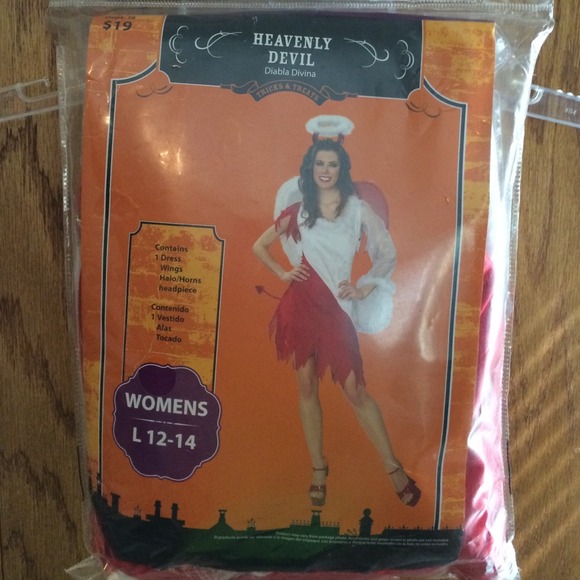 $19
HEAVENLY
DEVIL
Diabla Divina
TRICKS & TREATS
Contains
1 Dress
Wings
Halo/Horns
headpiece
Contenido
1 Vestido
Alas
Tocado
WOMENS
L 12-14